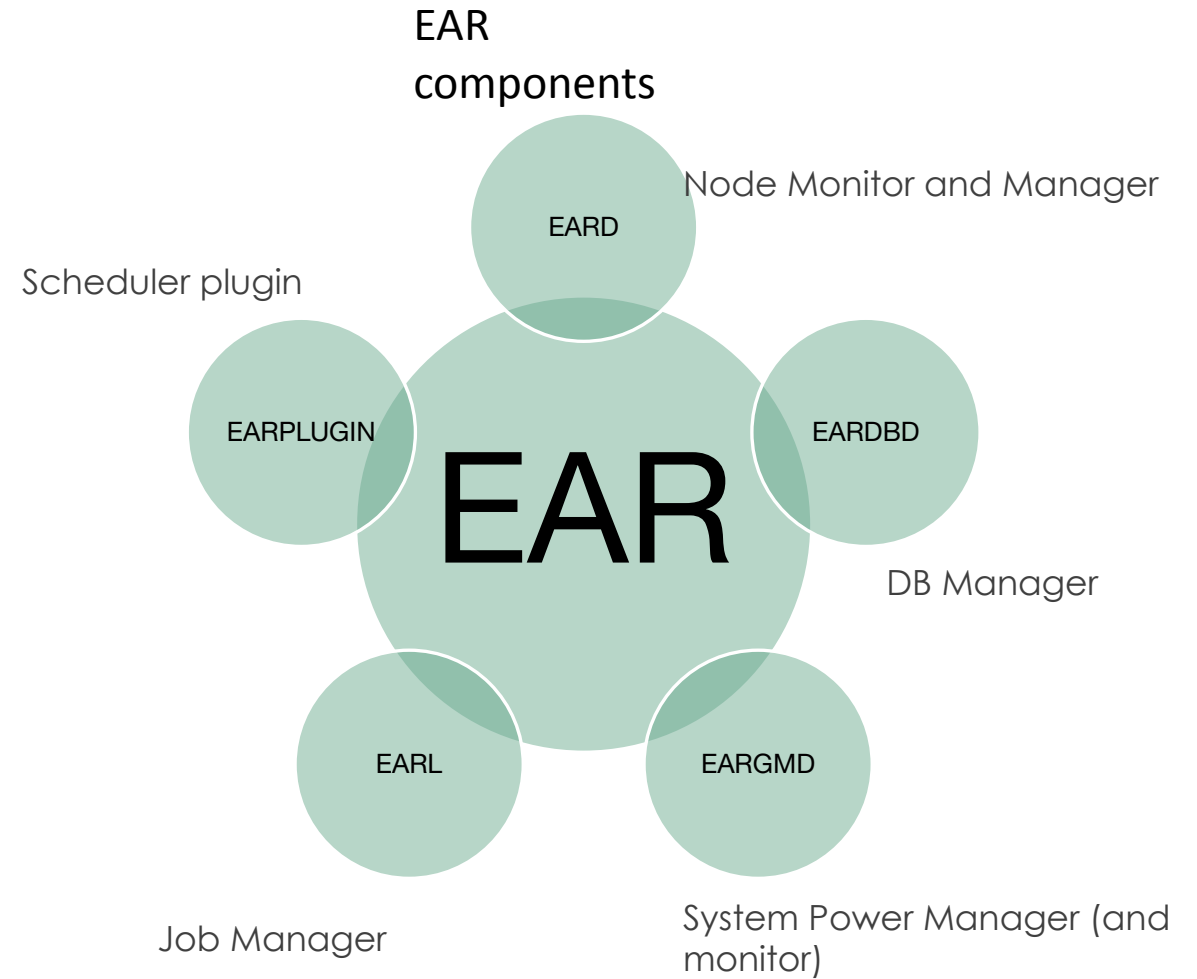 EAR
components
Node Monitor and Manager
EARD
Scheduler plugin
EARPLUGIN
EARDBD
EAR
DB Manager
EARL
EARGMD
Job Manager
System Power Manager (and
monitor)